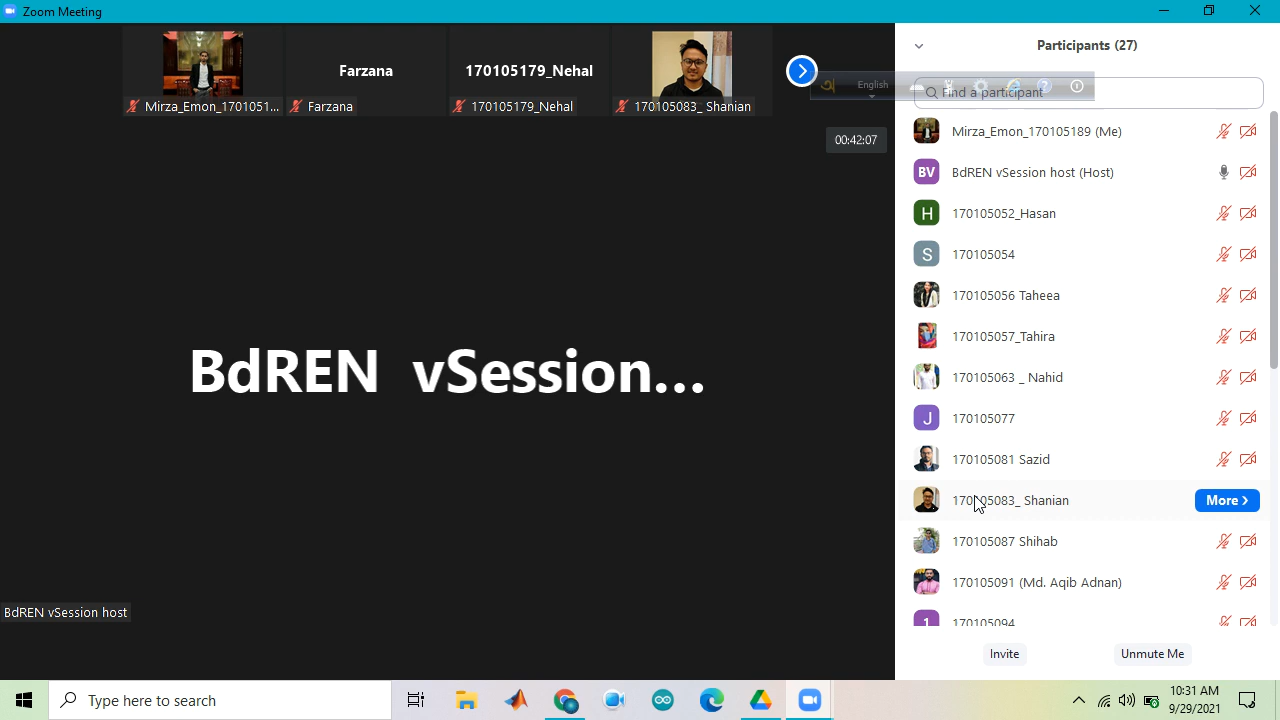 Zoom Meeting
Farzana
170105179_Nehal
Mirza_Emon_1701051...
Farzana
170105179_Nehal
170105083_ Shanian
00:42:07
BdREN vSession...
BdREN vSession host
Participants (27)
English
Find a participant
Mirza_Emon_170105189 (Me)
BV
BdREN vSession host (Host)
H
170105052_Hasan
S
170105054
170105056 Taheea
170105057_Tahira
170105063 _ Nahid
J
170105077
170105081 Sazid
170105083_ Shanian
More
170105087 Shihab
170105091 (Md. Aqib Adnan)
1
170105094
Invite
Unmute Me
Type here to search
10:31 AM
9/29/2021